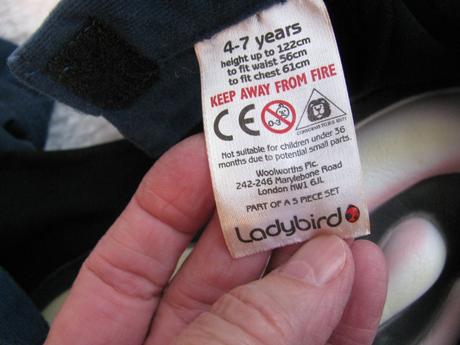 4-7 years
height up to 122cm
to fit waist 56cm
to fit chest 61cm
KEEP AWAY FROM FIRE
CE 0-3
Not suitable for children under 36
months due to potential small parts.
Woolworths Plc.
242-246 Marylebone Road
London NW1 6JL
PART OF A 5 PIECE SET
Ladybird